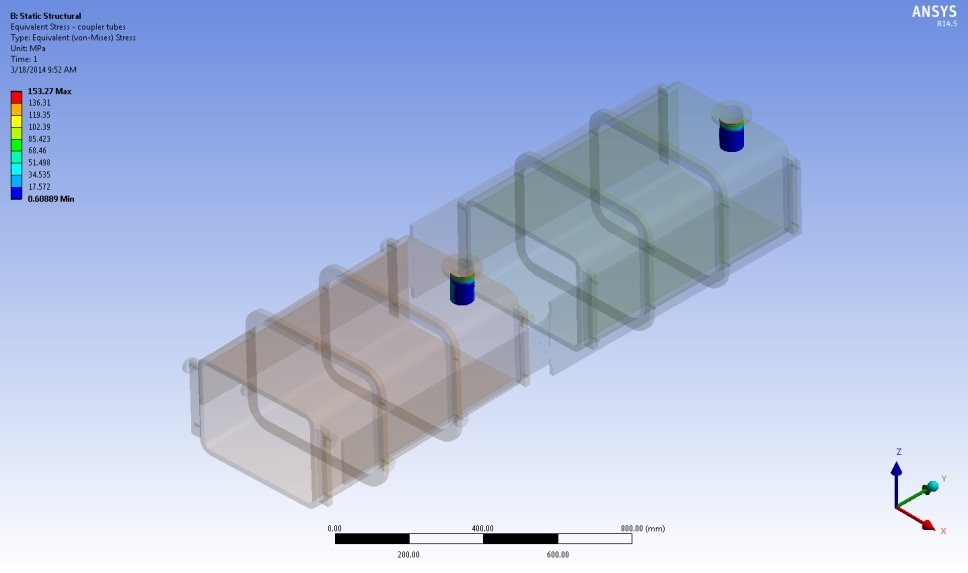 B: Static Structural
Equivalent Stress - coupler tubes
Type: Equivalent (von-Mises) Stress
Unit: MPa
Time: 1
3/18/2014 9:52 AM
ANSYS
R14.5
153.27 Max
136.31
119.35
102.39
85.423
68.46
51.498
34.535
17.572
0.60889 Min
Z
Y
X
0.00 400.00 800.00 (mm)
200.00 600.00